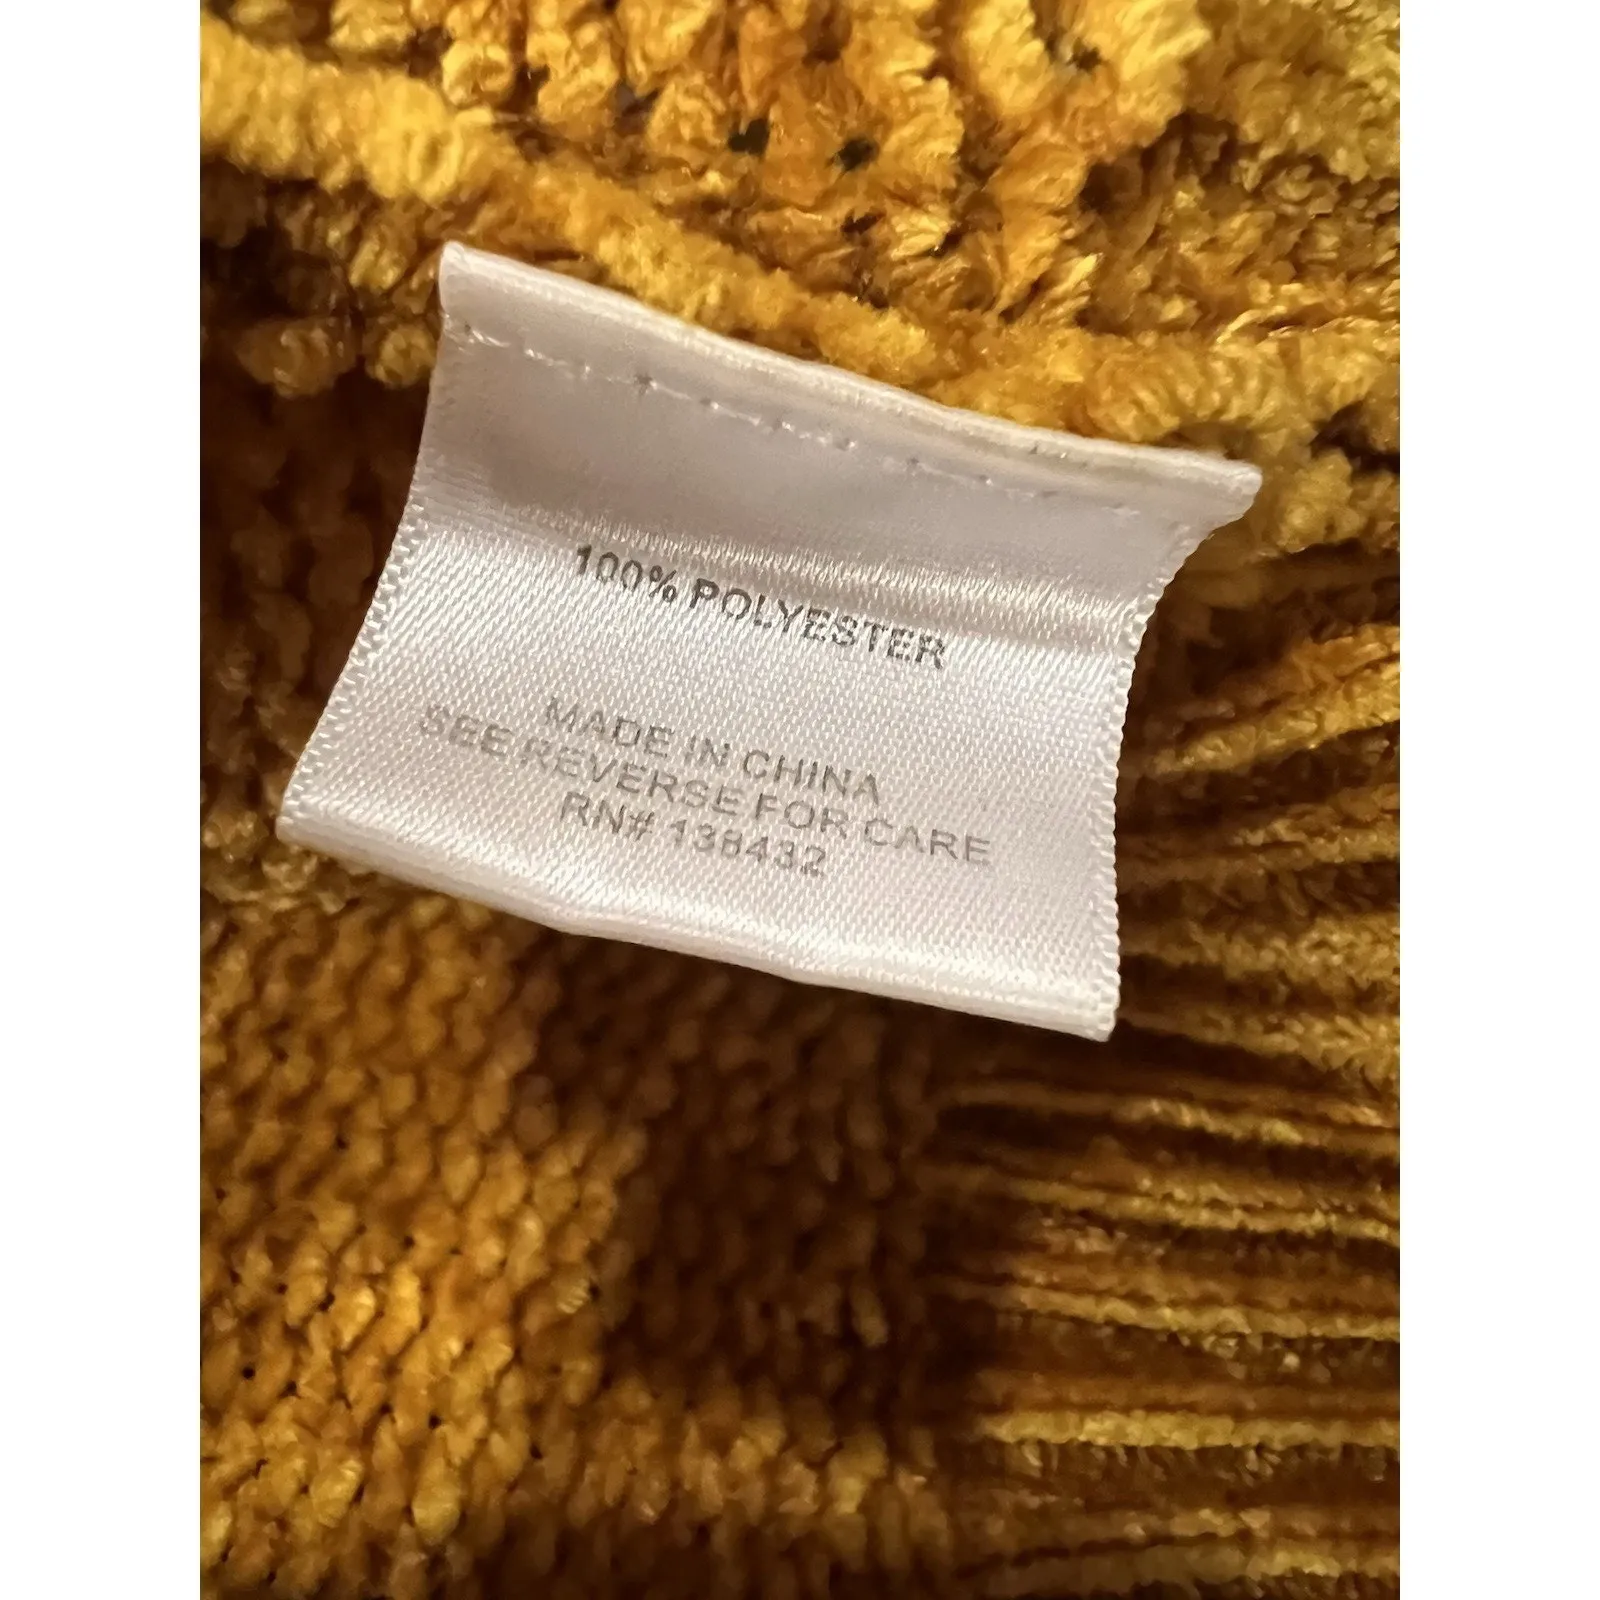 100% POLYESTER
MADE IN CHINA
SEE REVERSE FOR CARE
RN# 138432